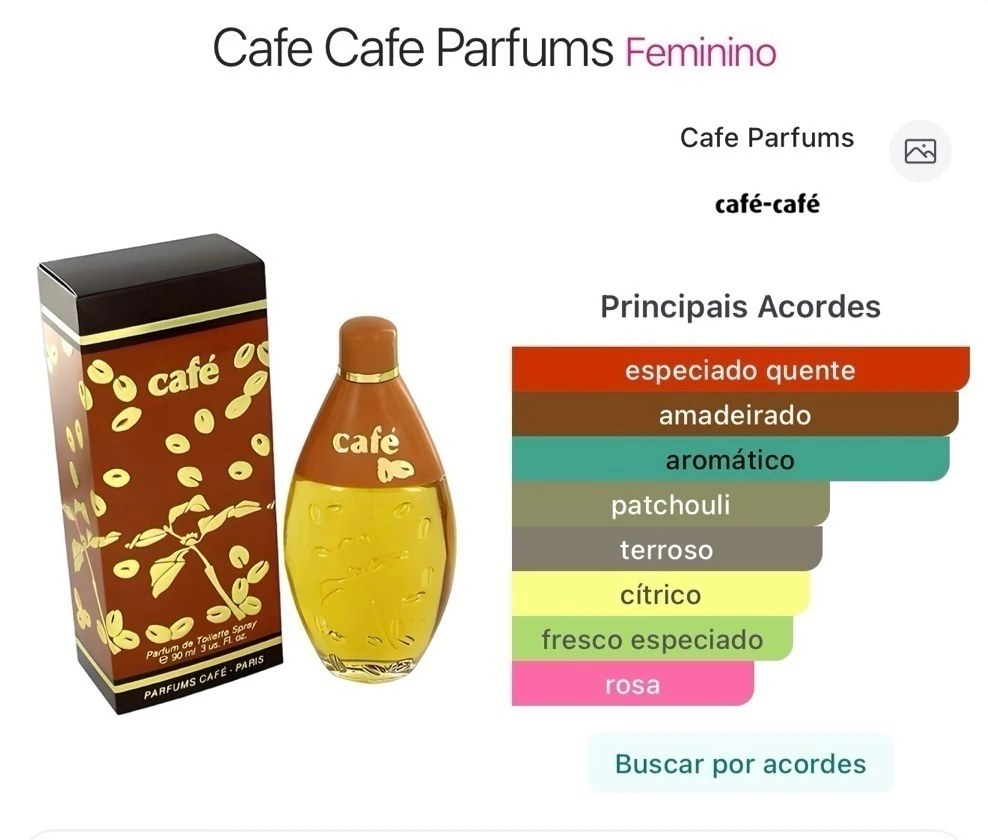 Cafe Cafe Parfums Feminino
Cafe Parfums
café-café
café
Parfum de Toilette Spray
℮ 90 ml 3 us. Fl. oz.
PARFUMS CAFÉ - PARIS
café
Principais Acordes
especiado quente
amadeirado
aromático
patchouli
terroso
cítrico
fresco especiado
rosa
Buscar por acordes